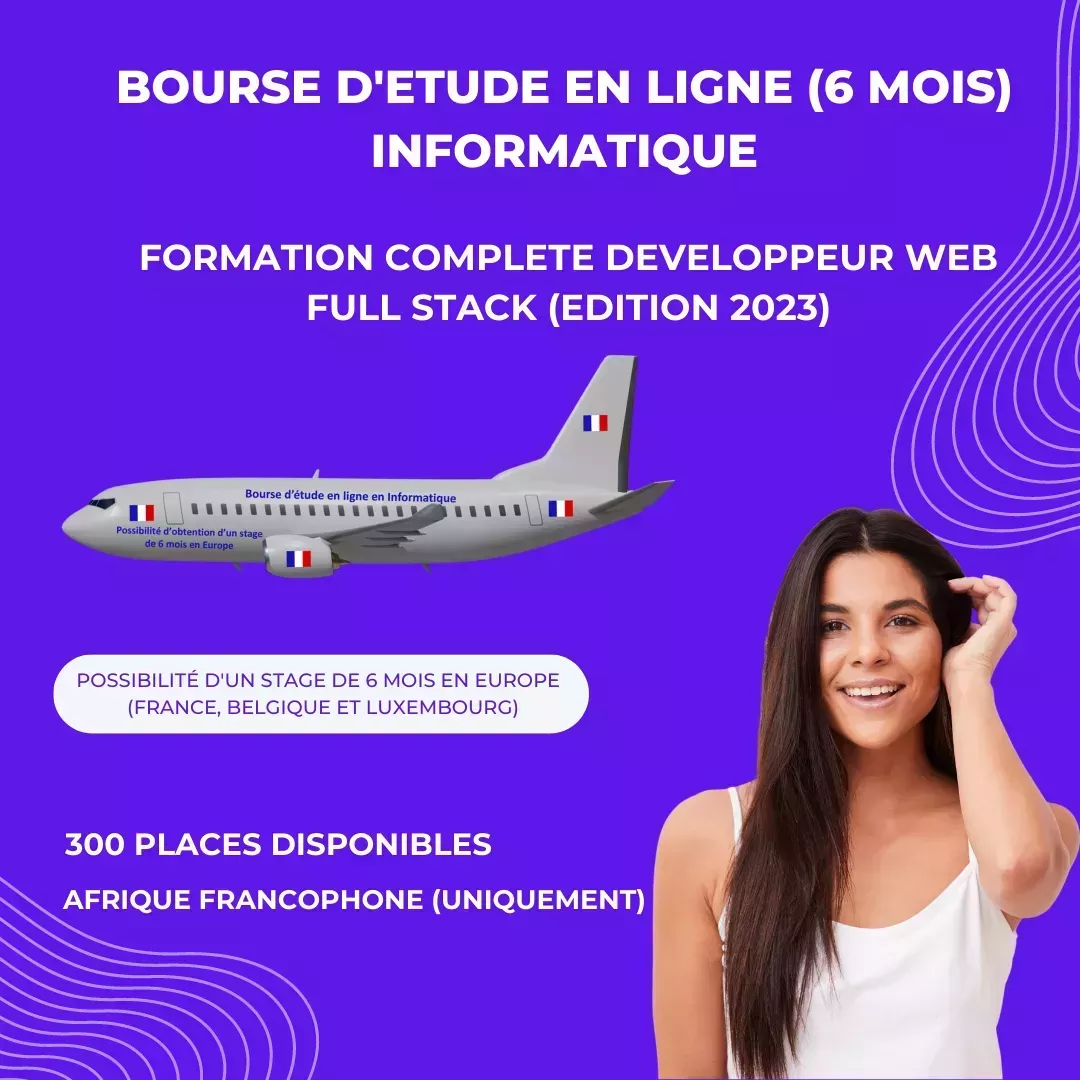 BOURSE D'ETUDE EN LIGNE (6 MOIS)
INFORMATIQUE
FORMATION COMPLETE DEVELOPPEUR WEB
FULL STACK (EDITION 2023)
Bourse d'étude en ligne en Informatique
Possibilité d'obtention d'un stage
de 6 mois en Europe
POSSIBILITÉ D'UN STAGE DE 6 MOIS EN EUROPE
(FRANCE, BELGIQUE ET LUXEMBOURG)
300 PLACES DISPONIBLES
AFRIQUE FRANCOPHONE (UNIQUEMENT)